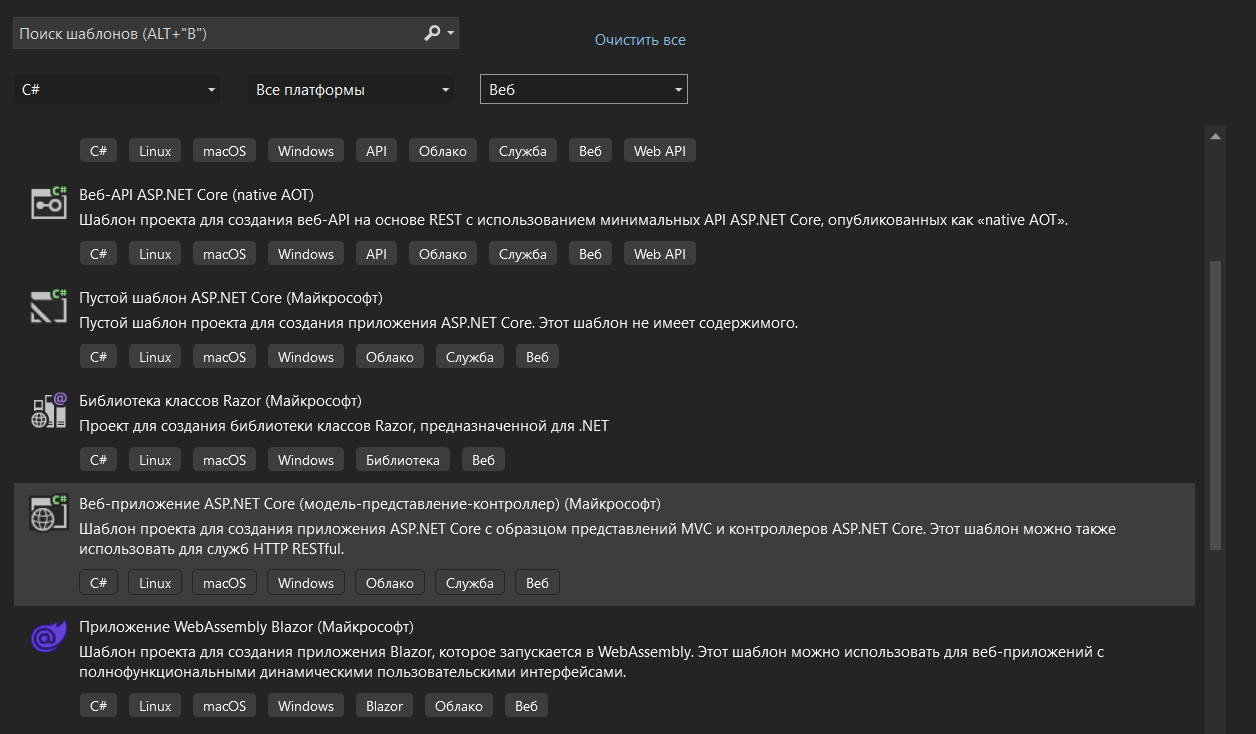 Поиск шаблонов (ALT+"В")
Очистить все
C# Все платформы Веб
C# Linux macOS Windows API Облако Служба Веб Web API
C#
Веб-API ASP.NET Core (native AOT)
Шаблон проекта для создания веб-API на основе REST с использованием минимальных API ASP.NET Core, опубликованных как «native AOT».
C# Linux macOS Windows API Облако Служба Веб Web API
C#
Пустой шаблон ASP.NET Core (Майкрософт)
Пустой шаблон проекта для создания приложения ASP.NET Core. Этот шаблон не имеет содержимого.
C# Linux macOS Windows Облако Служба Веб
@
Библиотека классов Razor (Майкрософт)
Проект для создания библиотеки классов Razor, предназначенной для .NET
C# Linux macOS Windows Библиотека Веб
C#
Веб-приложение ASP.NET Core (модель-представление-контроллер) (Майкрософт)
Шаблон проекта для создания приложения ASP.NET Core с образцом представлений MVC и контроллеров ASP.NET Core. Этот шаблон можно также
использовать для служб HTTP RESTful.
C# Linux macOS Windows Облако Служба Веб
@
Приложение WebAssembly Blazor (Майкрософт)
Шаблон проекта для создания приложения Blazor, которое запускается в WebAssembly. Этот шаблон можно использовать для веб-приложений с
полнофункциональными динамическими пользовательскими интерфейсами.
C# Linux macOS Windows Blazor Облако Веб